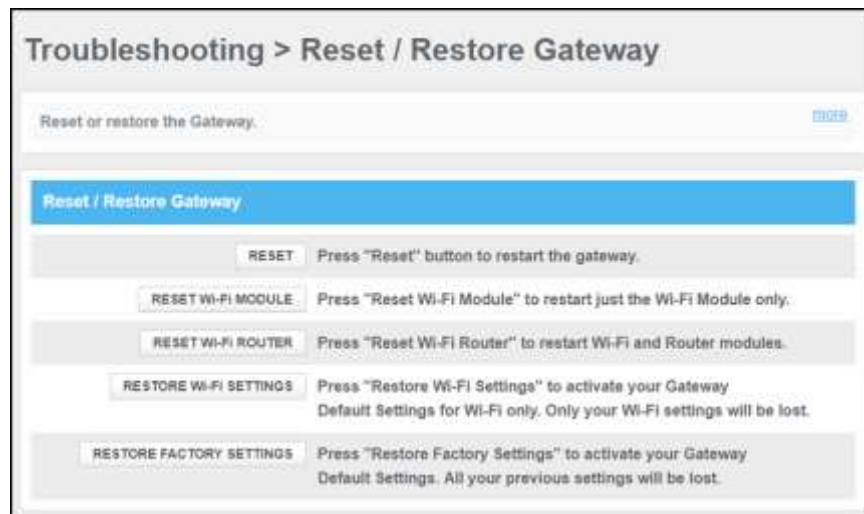 Troubleshooting > Reset / Restore Gateway
Reset or restore the Gateway.
more
Reset / Restore Gateway
RESET Press "Reset" button to restart the gateway.
RESET Wi-Fi MODULE Press "Reset Wi-Fi Module" to restart just the Wi-Fi Module only.
RESET Wi-Fi ROUTER Press "Reset Wi-Fi Router" to restart Wi-Fi and Router modules.
RESTORE Wi-Fi SETTINGS Press "Restore Wi-Fi Settings" to activate your Gateway
Default Settings for Wi-Fi only. Only your Wi-Fi settings will be lost.
RESTORE FACTORY SETTINGS Press "Restore Factory Settings" to activate your Gateway
Default Settings. All your previous settings will be lost.